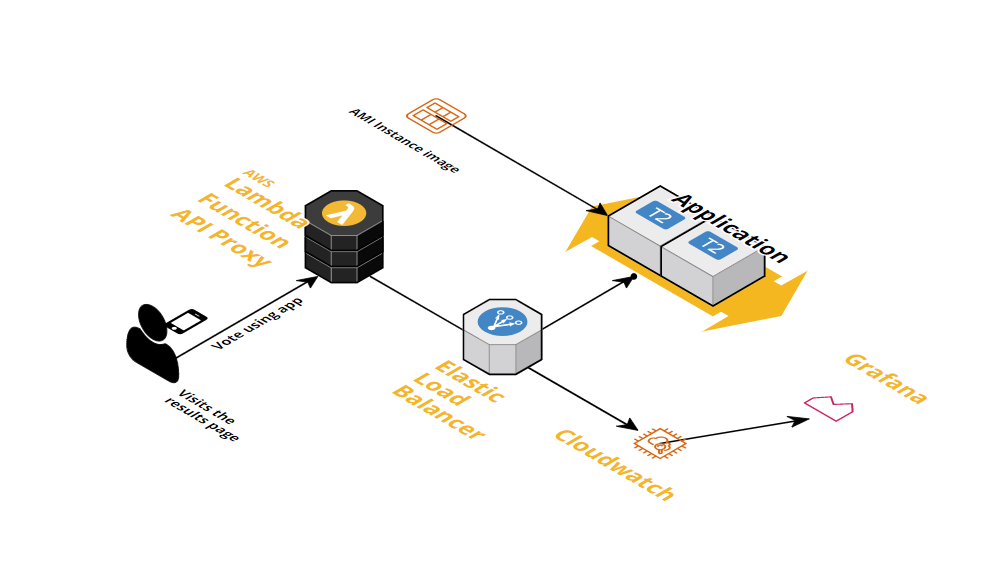 AMI Instance image
AWS
Lambda
Function
API Proxy
T2
T2
Application
Vote using app
Visits the
results page
Elastic
Load
Balancer
Cloudwatch
Grafana